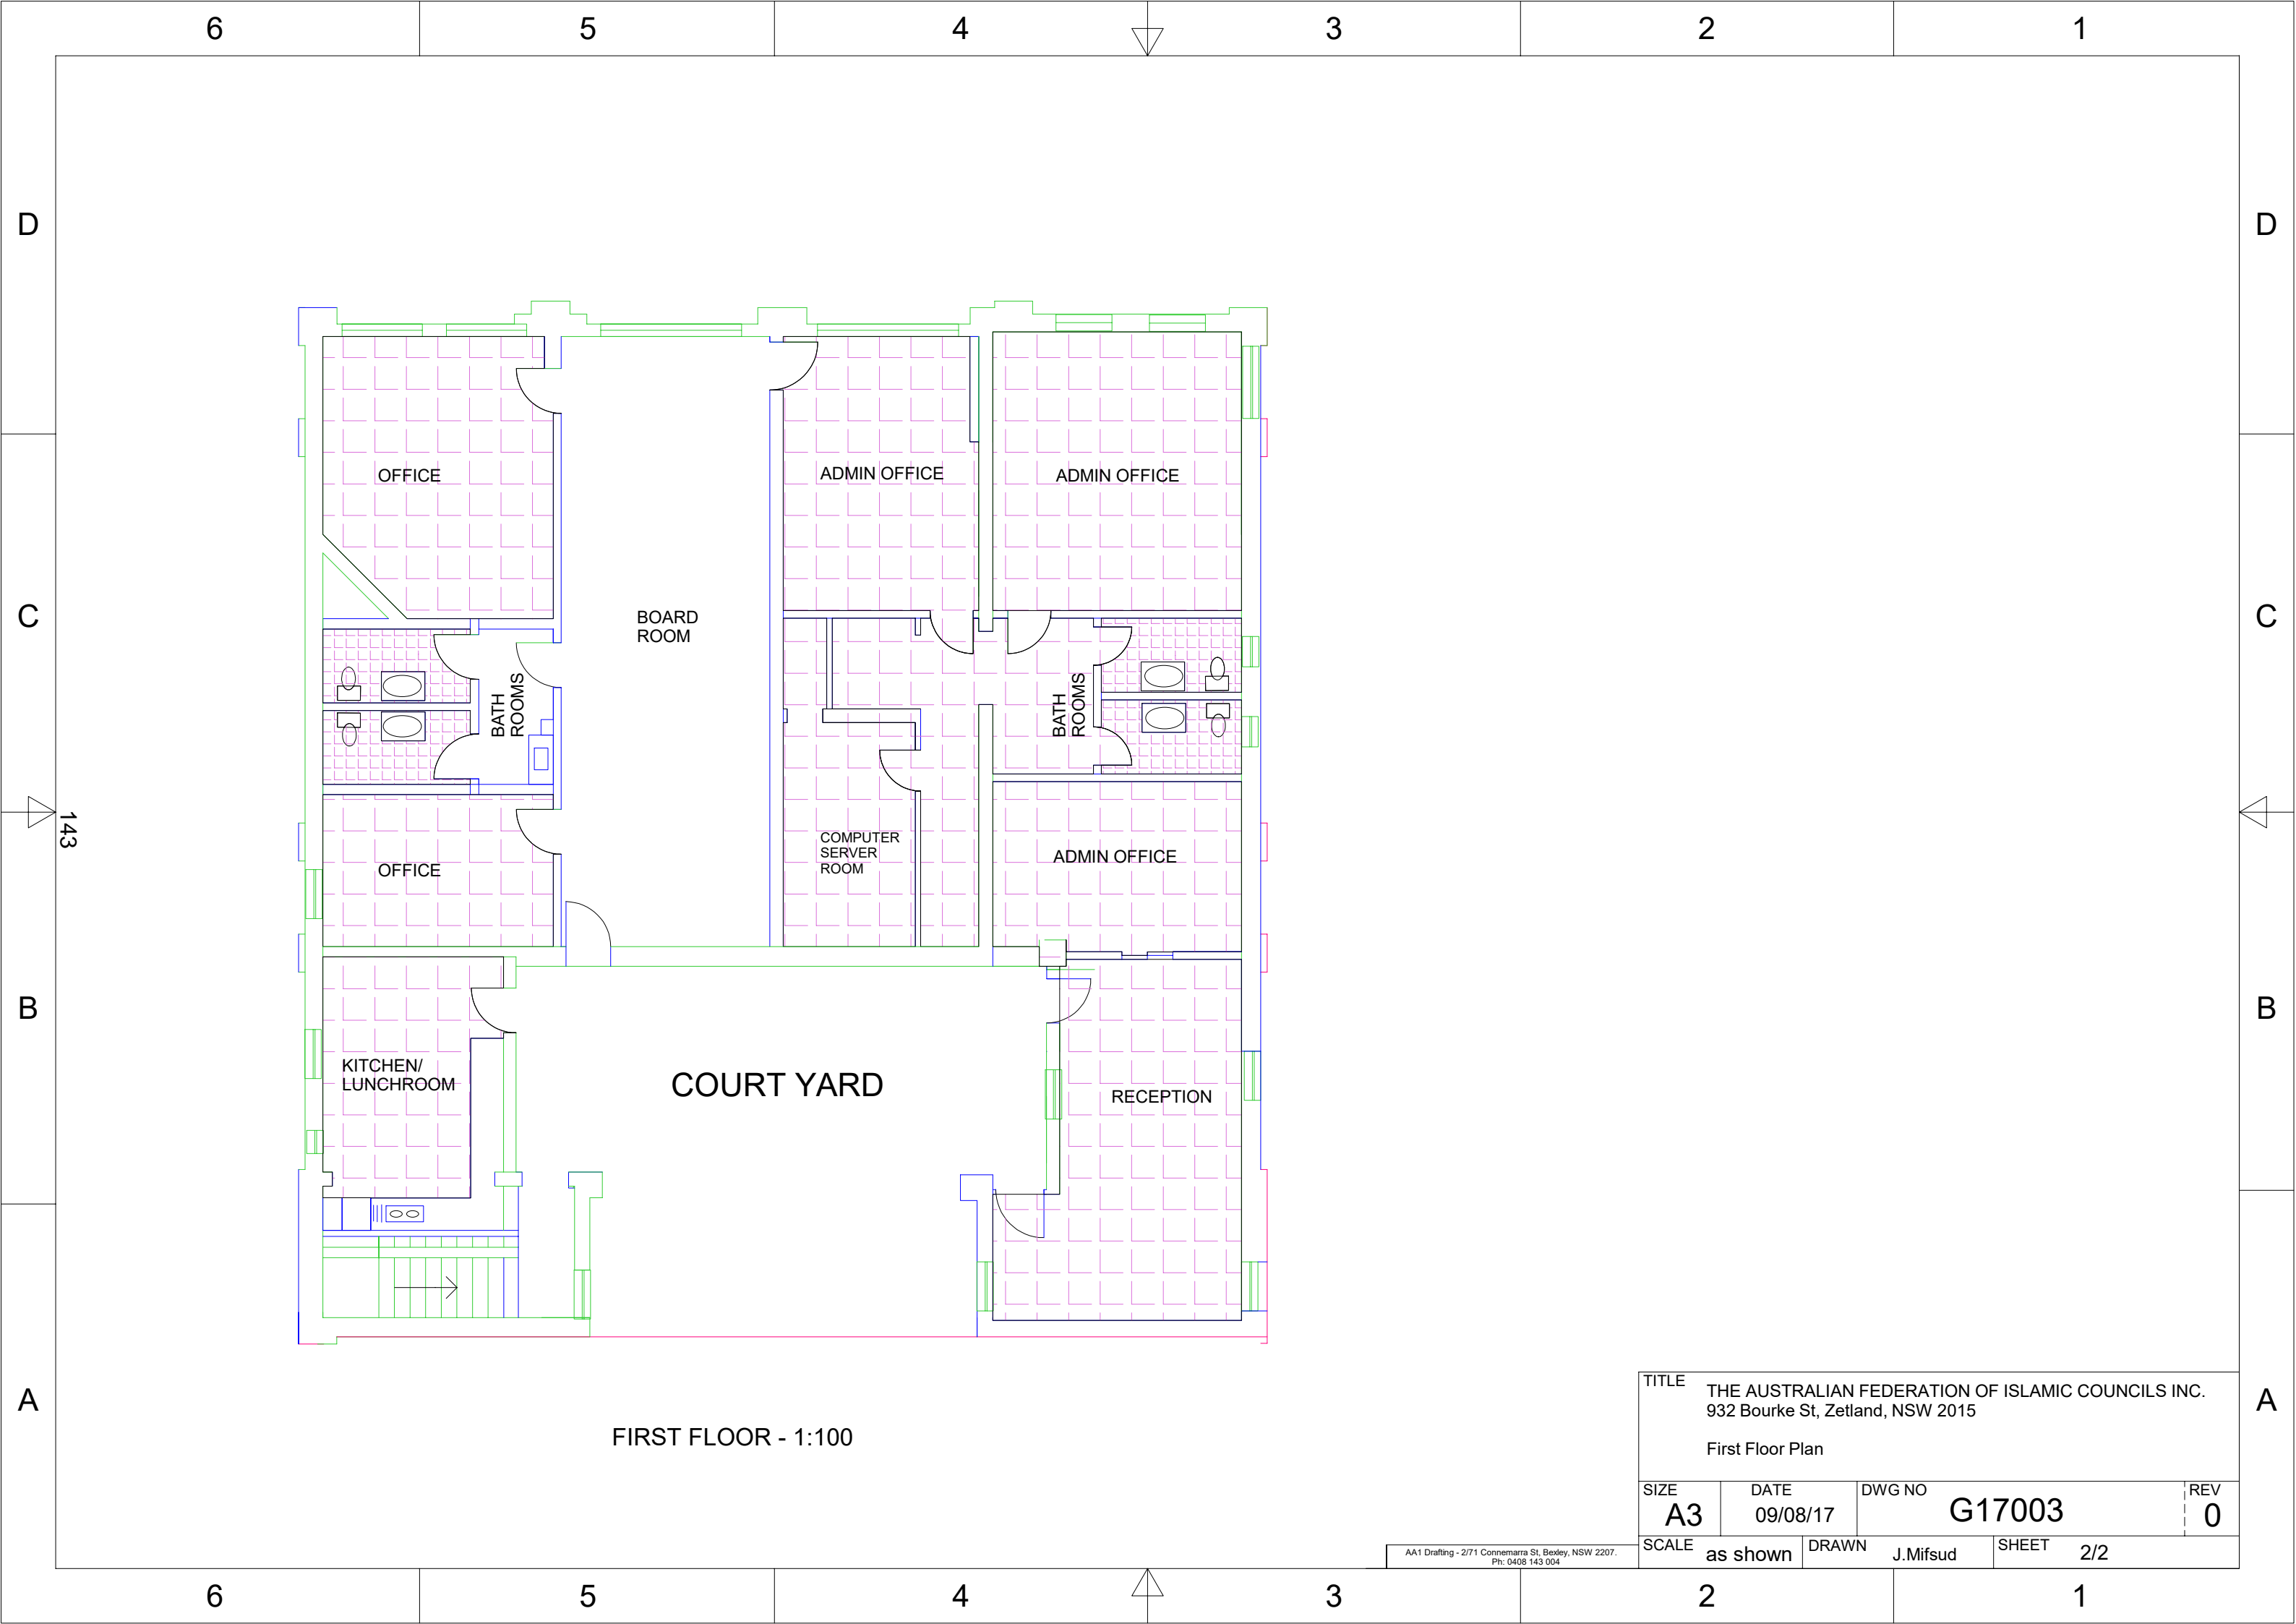 6 5 4 3 2 1
D D
OFFICE
ADMIN OFFICE
ADMIN OFFICE
C C
BOARD
ROOM
BATH
ROOMS
BATH
ROOMS
143
COMPUTER
SERVER
ROOM
ADMIN OFFICE
OFFICE
B B
KITCHEN/
LUNCHROOM
COURT YARD
RECEPTION
A A
FIRST FLOOR - 1:100
TITLE
THE AUSTRALIAN FEDERATION OF ISLAMIC COUNCILS INC.
932 Bourke St, Zetland, NSW 2015
First Floor Plan
SIZE DATE DWG NO REV
A3 09/08/17 G17003 0
SCALE as shown DRAWN J.Mifsud SHEET 2/2
AA1 Drafting - 2/71 Connemarra St, Bexley, NSW 2207.
Ph: 0408 143 004
6 5 4 3 2 1